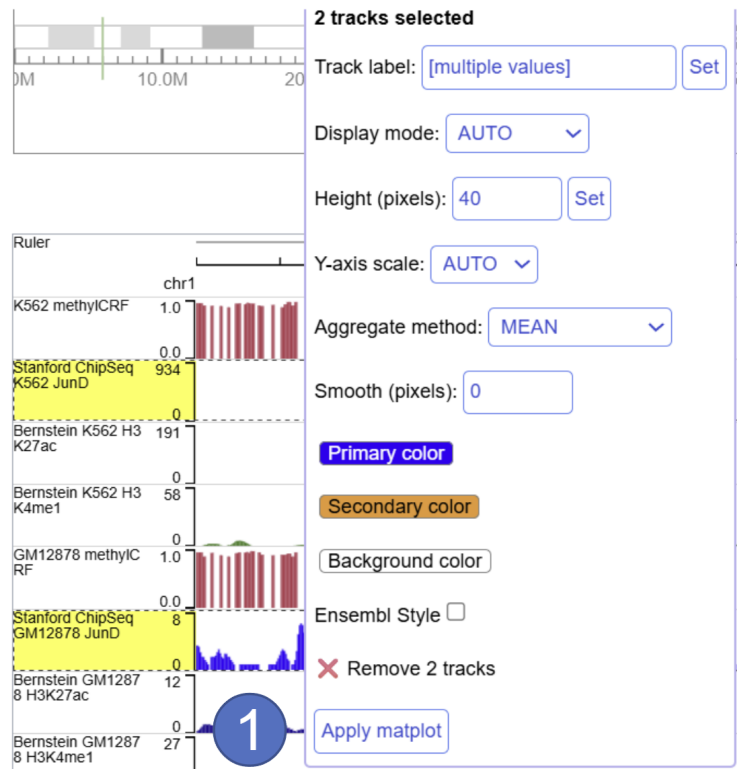 2 tracks selected
Track label: [multiple values] Set
0M 10.0M 20
Display mode: AUTO
Height (pixels): 40 Set
Ruler
chr1
Y-axis scale: AUTO
K562 methylCRF 1.0
0.0
Aggregate method: MEAN
Stanford ChipSeq 934
K562 JunD
0
Smooth (pixels): 0
Bernstein K562 H3 191
K27ac
0
Primary color
Bernstein K562 H3 58
K4me1
0
Secondary color
GM12878 methylC 1.0
RF
0.0
Background color
Stanford ChipSeq 8
GM12878 JunD
0
Ensembl Style
Remove 2 tracks
Bernstein GM1287 12
8 H3K27ac
0
1
Apply matplot
Bernstein GM1287 27
8 H3K4me1